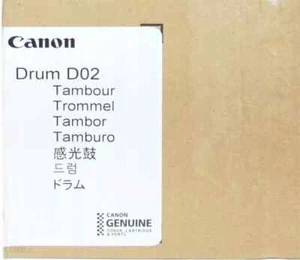 Canon
Drum D02
Tambour
Trommel
Tambor
Tamburo
感光鼓
드럼
ドラム
CANON
GENUINE
TONER, CARTRIDGE
& PARTS